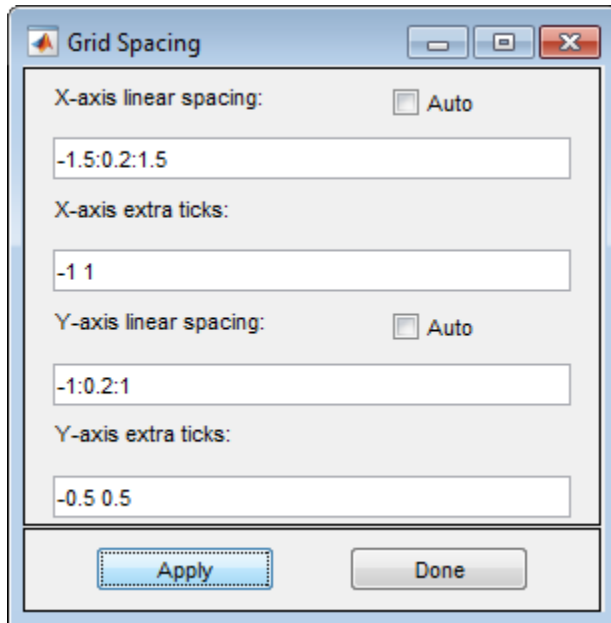 Grid Spacing
X-axis linear spacing:
Auto
-1.5:0.2:1.5
X-axis extra ticks:
-1 1
Y-axis linear spacing:
Auto
-1:0.2:1
Y-axis extra ticks:
-0.5 0.5
Apply
Done